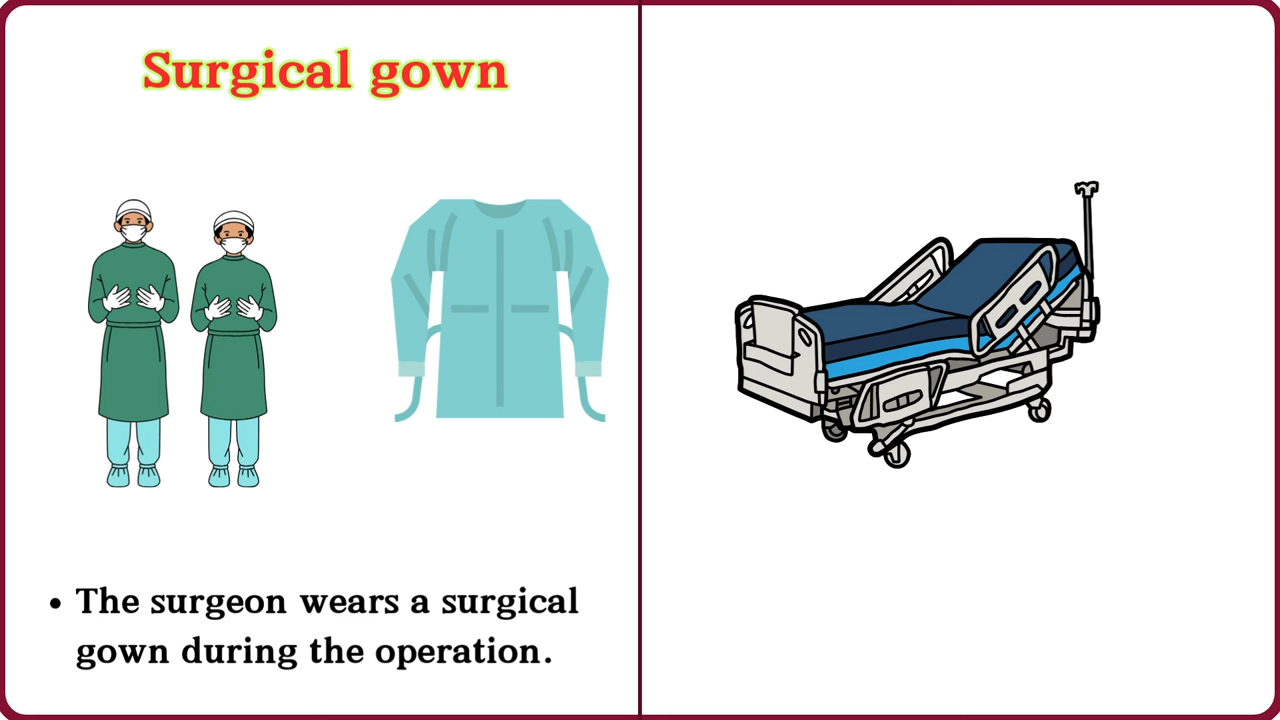 Surgical gown
• The surgeon wears a surgical
gown during the operation.